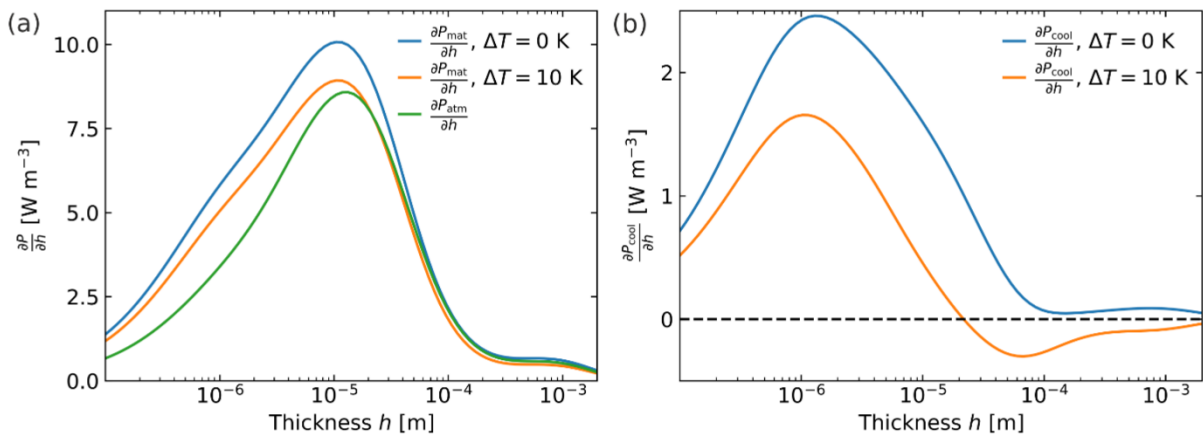 (a)
∂P_mat/∂h, ΔT = 0 K
∂P_mat/∂h, ΔT = 10 K
∂P_atm/∂h
10.0
7.5
5.0
2.5
0.0
∂P/∂h [W m⁻³]
10⁻⁶
10⁻⁵
10⁻⁴
10⁻³
Thickness h [m]
(b)
∂P_cool/∂h, ΔT = 0 K
∂P_cool/∂h, ΔT = 10 K
2
1
0
∂P_cool/∂h [W m⁻³]
10⁻⁶
10⁻⁵
10⁻⁴
10⁻³
Thickness h [m]